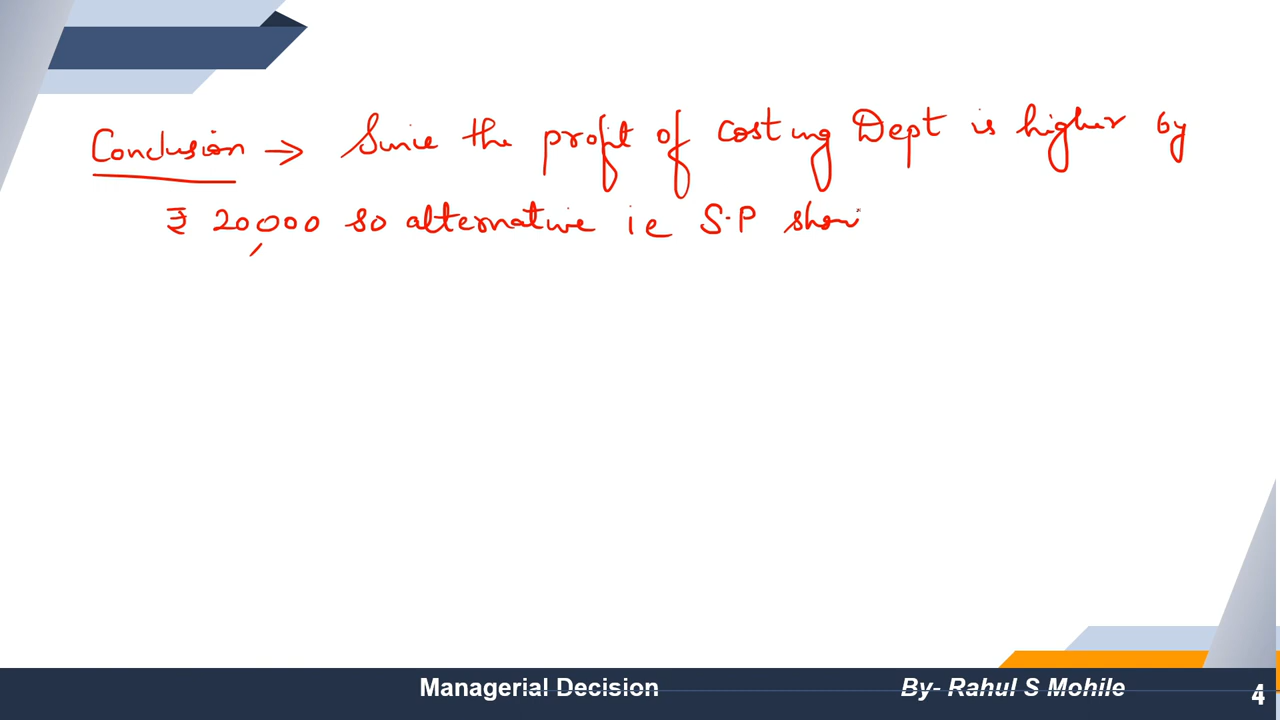 Conclusion → Since the profit of costing Dept is higher by
₹ 20,000 so alternative ie S.P
Managerial Decision
By- Rahul S Mohile
4